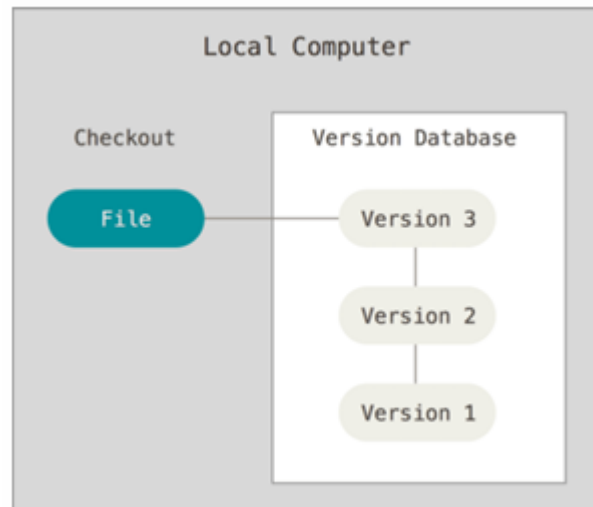 Local Computer
Checkout
Version Database
File
Version 3
Version 2
Version 1